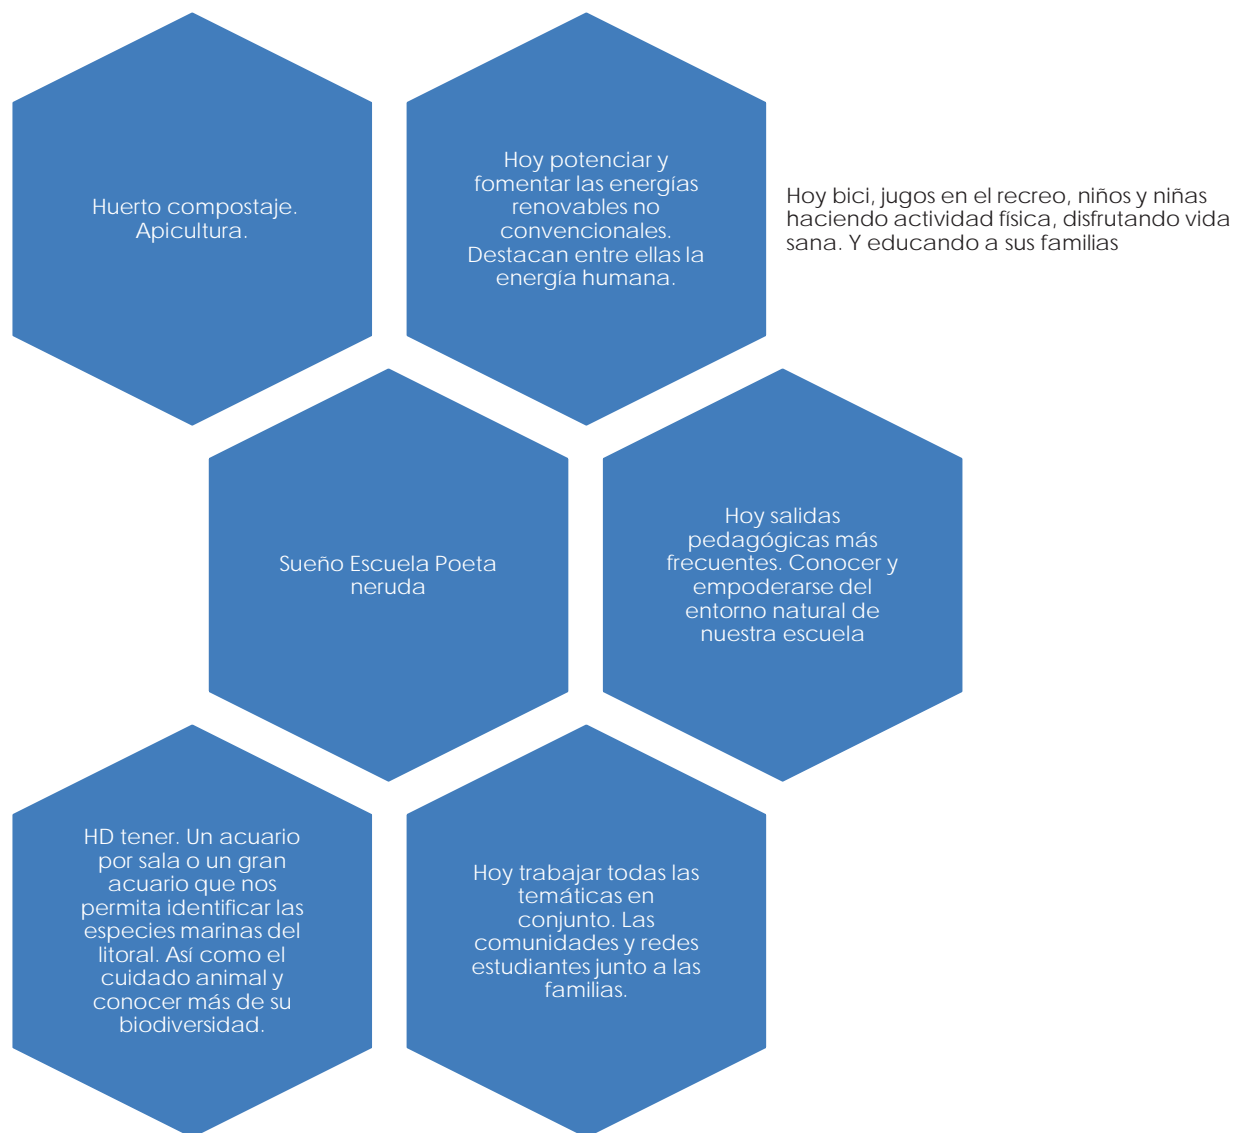 Huerto compostaje.
Apicultura.
Hoy potenciar y
fomentar las energías
renovables no
convencionales.
Destacan entre ellas la
energía humana.
Hoy bici, jugos en el recreo, niños y niñas
haciendo actividad física, disfrutando vida
sana. Y educando a sus familias
Sueño Escuela Poeta
neruda
Hoy salidas
pedagógicas más
frecuentes. Conocer y
empoderarse del
entorno natural de
nuestra escuela
HD tener. Un acuario
por sala o un gran
acuario que nos
permita identificar las
especies marinas del
litoral. Así como el
cuidado animal y
conocer más de su
biodiversidad.
Hoy trabajar todas las
temáticas en
conjunto. Las
comunidades y redes
estudiantes junto a las
familias.